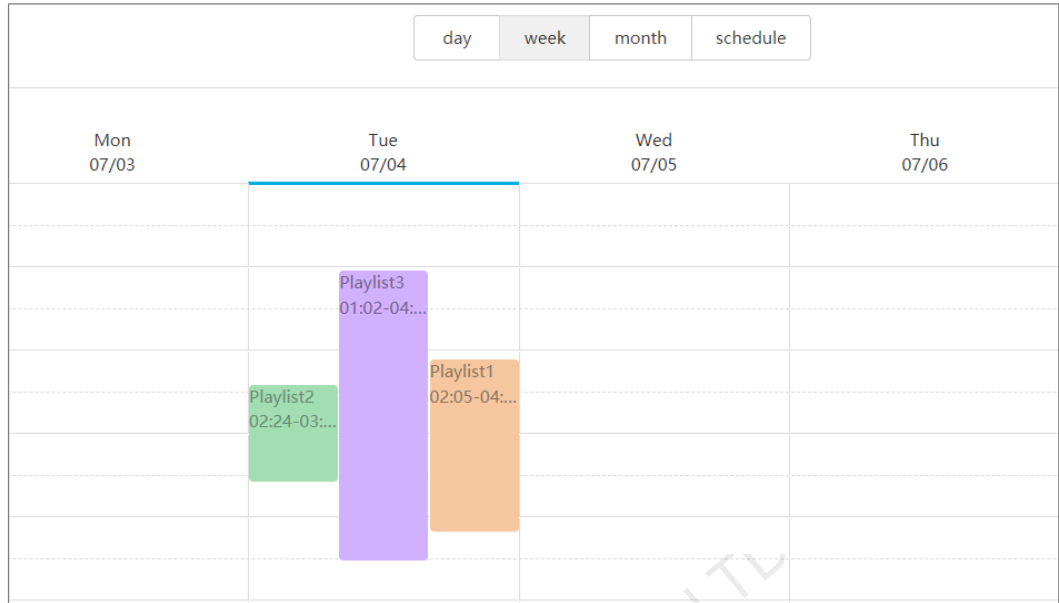 day week month schedule
Mon Tue Wed Thu
07/03 07/04 07/05 07/06
Playlist3
01:02-04:...
Playlist1
02:05-04:...
Playlist2
02:24-03:...
LTD